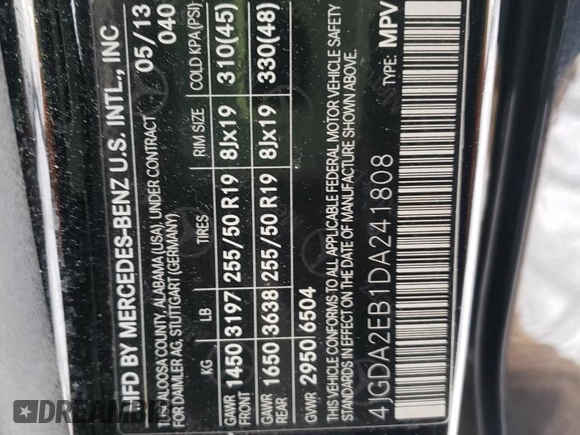 MFD BY MERCEDES-BENZ U.S. INTL., INC 05/13
TUSCALOOSA COUNTY, ALABAMA (USA), UNDER CONTRACT 040
FOR DAIMLER AG, STUTTGART (GERMANY)
KG LB TIRES RIM SIZE COLD KPA (PSI)
GAWR FRONT 1450 3197 255/50 R19 8Jx19 310(45)
GAWR REAR 1650 3638 255/50 R19 8Jx19 330(48)
GVWR 2950 6504
THIS VEHICLE CONFORMS TO ALL APPLICABLE FEDERAL MOTOR VEHICLE SAFETY
STANDARDS IN EFFECT ON THE DATE OF MANUFACTURE SHOWN ABOVE.
4JGDA2EB1DA241808 TYPE: MPV
DEALERSHIP